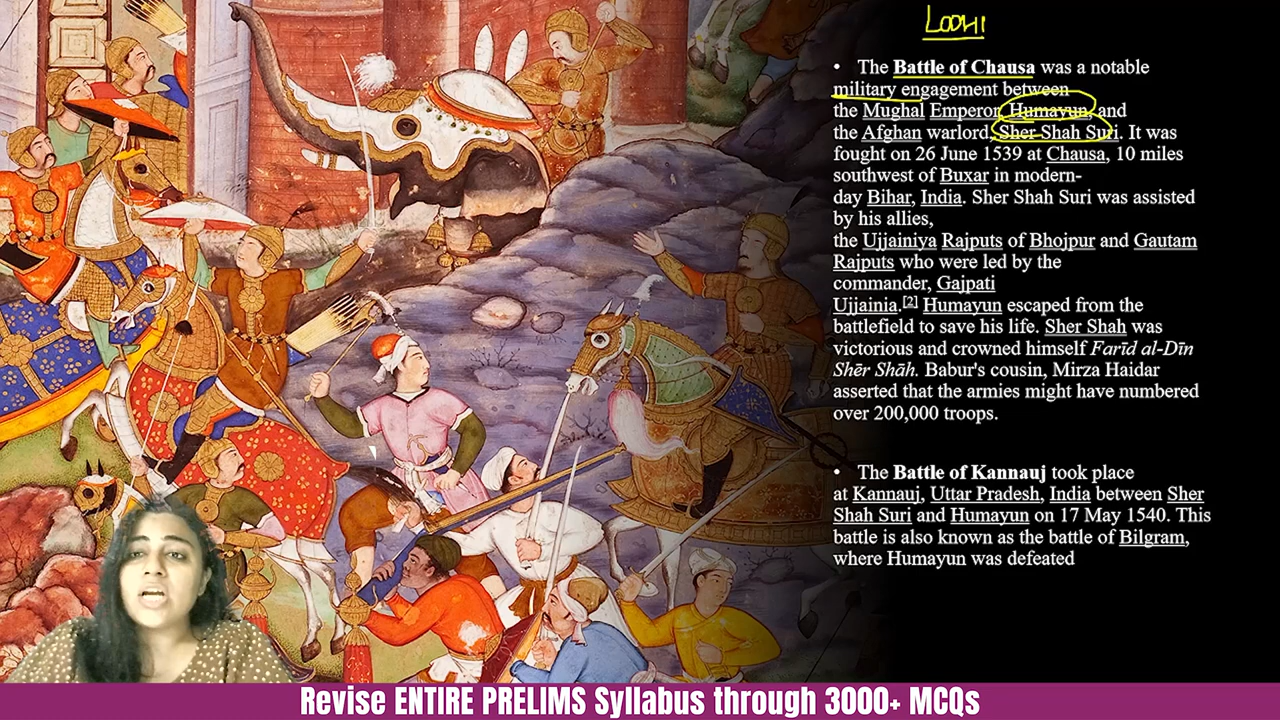 LODHI
• The Battle of Chausa was a notable
military engagement between
the Mughal Emperor, Humayun, and
the Afghan warlord, Sher Shah Suri. It was
fought on 26 June 1539 at Chausa, 10 miles
southwest of Buxar in modern-
day Bihar, India. Sher Shah Suri was assisted
by his allies,
the Ujjainiya Rajputs of Bhojpur and Gautam
Rajputs who were led by the
commander, Gajpati
Ujjainia.[2] Humayun escaped from the
battlefield to save his life. Sher Shah was
victorious and crowned himself Farīd al-Dīn
Shēr Shāh. Babur's cousin, Mirza Haidar
asserted that the armies might have numbered
over 200,000 troops.
• The Battle of Kannauj took place
at Kannauj, Uttar Pradesh, India between Sher
Shah Suri and Humayun on 17 May 1540. This
battle is also known as the battle of Bilgram,
where Humayun was defeated
Revise ENTIRE PRELIMS Syllabus through 3000+ MCQs